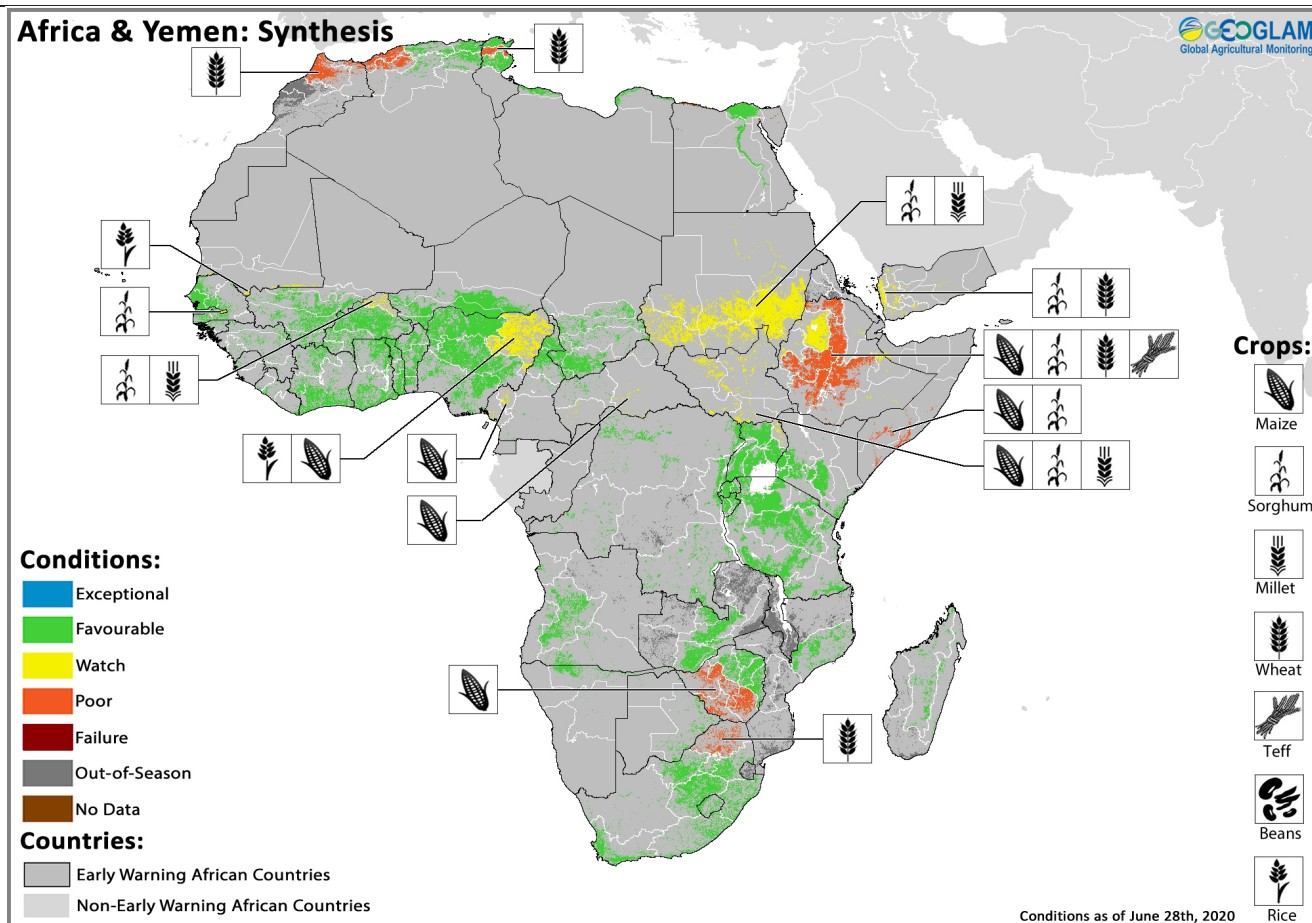 Africa & Yemen: Synthesis
GEOGLAM
Global Agricultural Monitoring
Crops:
Maize
Sorghum
Millet
Wheat
Teff
Beans
Rice
Conditions:
Exceptional
Favourable
Watch
Poor
Failure
Out-of-Season
No Data
Countries:
Early Warning African Countries
Non-Early Warning African Countries
Conditions as of June 28th, 2020